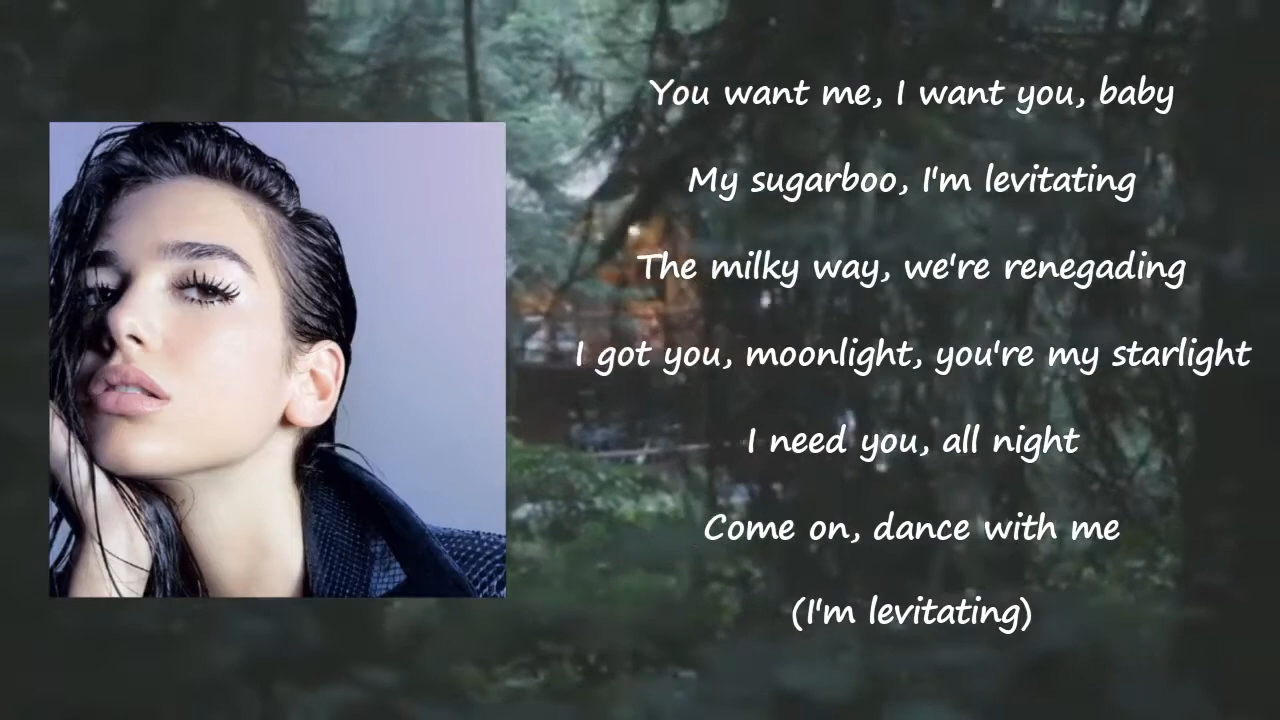 You want me, I want you, baby
My sugarboo, I'm levitating
The milky way, we're renegading
I got you, moonlight, you're my starlight
I need you, all night
Come on, dance with me
(I'm levitating)